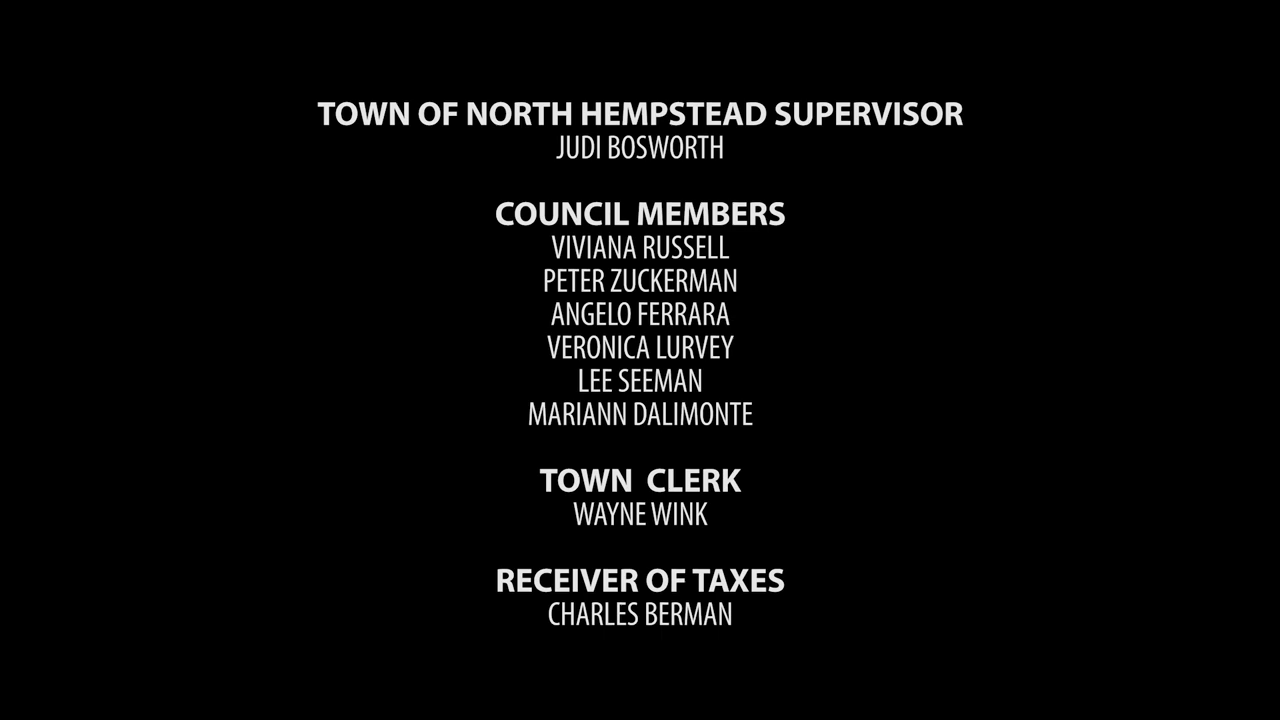 TOWN OF NORTH HEMPSTEAD SUPERVISOR
JUDI BOSWORTH
COUNCIL MEMBERS
VIVIANA RUSSELL
PETER ZUCKERMAN
ANGELO FERRARA
VERONICA LURVEY
LEE SEEMAN
MARIANN DALIMONTE
TOWN  CLERK
WAYNE WINK
RECEIVER OF TAXES
CHARLES BERMAN